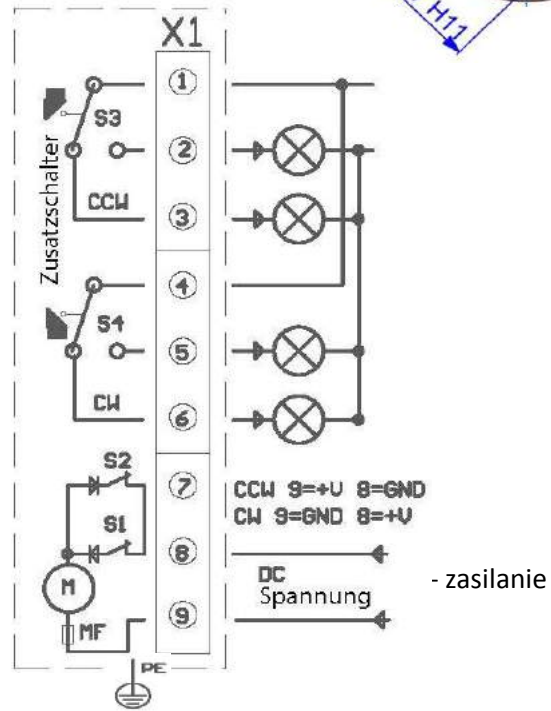 H11
X1
1
S3
2
Zusatzschalter
CCW
3
4
S4
5
CW
6
S2
7
CCW 9=+U 8=GND
CW 9=GND 8=+V
S1
8
DC
Spannung
- zasilanie
M
9
MF
PE